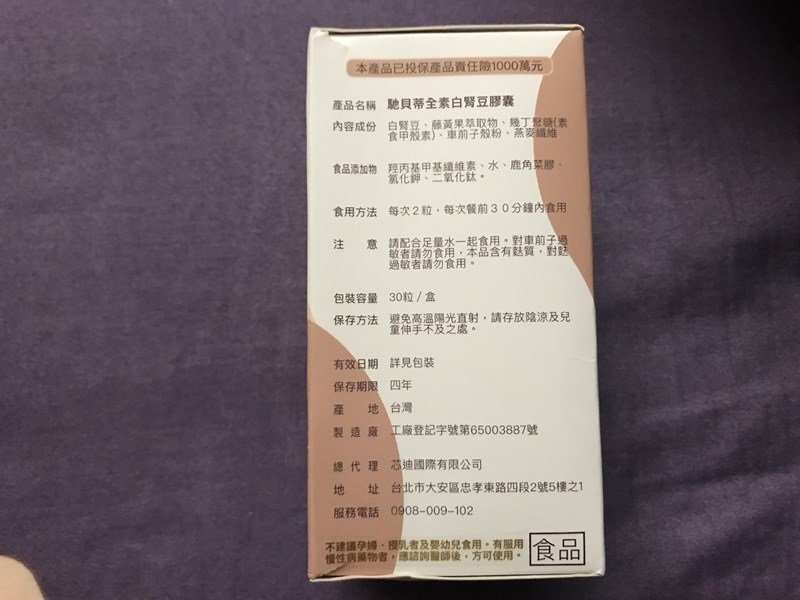 本產品已投保產品責任險1000萬元
產品名稱 馳貝蒂全素白腎豆膠囊
內容成份 白腎豆、藤黃果萃取物、幾丁聚糖(素
食甲殼素)、車前子殼粉、燕麥纖維
食品添加物 羥丙基甲基纖維素、水、鹿角菜膠、
氯化鉀、二氧化鈦。
食用方法 每次2粒,每次餐前30分鐘內食用
注意 請配合足量水一起食用。對車前子過
敏者請勿食用,本品含有麩質,對麩
過敏者請勿食用。
包裝容量 30粒/盒
保存方法 避免高溫陽光直射,請存放陰涼及兒
童伸手不及之處。
有效日期 詳見包裝
保存期限 四年
產地 台灣
製造廠 工廠登記字號第65003887號
總代理 芯迪國際有限公司
地址 台北市大安區忠孝東路四段2號5樓之1
服務電話 0908-009-102
不建議孕婦、授乳者及嬰幼兒食用。有服用
慢性病藥物者,應諮詢醫師後,方可使用。
食品